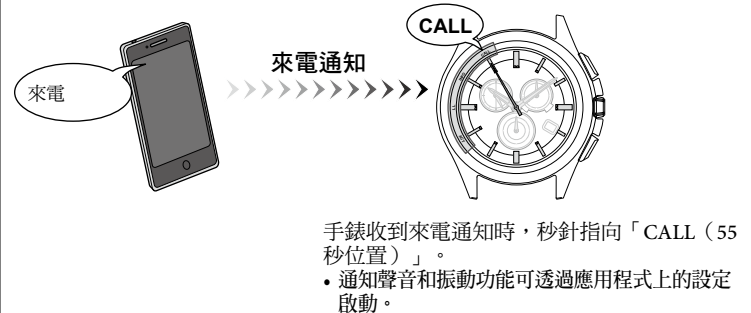 CALL
來電通知
來電
手錶收到來電通知時，秒針指向「CALL（55
秒位置）」。
• 通知聲音和振動功能可透過應用程式上的設定
啟動。